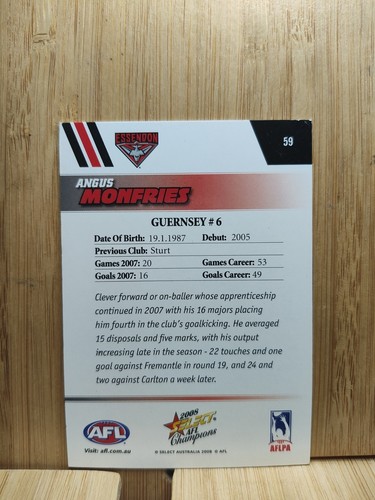 ESSENDON
59
ANGUS
MONFRIES
GUERNSEY # 6
Date Of Birth: 19.1.1987 Debut: 2005
Previous Club: Sturt
Games 2007: 20 Games Career: 53
Goals 2007: 16 Goals Career: 49
Clever forward or on-baller whose apprenticeship
continued in 2007 with his 16 majors placing
him fourth in the club's goalkicking. He averaged
15 disposals and five marks, with his output
increasing late in the season - 22 touches and one
goal against Fremantle in round 19, and 24 and
two against Carlton a week later.
AFL
Visit: afl.com.au
2008
SELECT
AFL
Champions
© SELECT AUSTRALIA 2008 © AFL
AFLPA